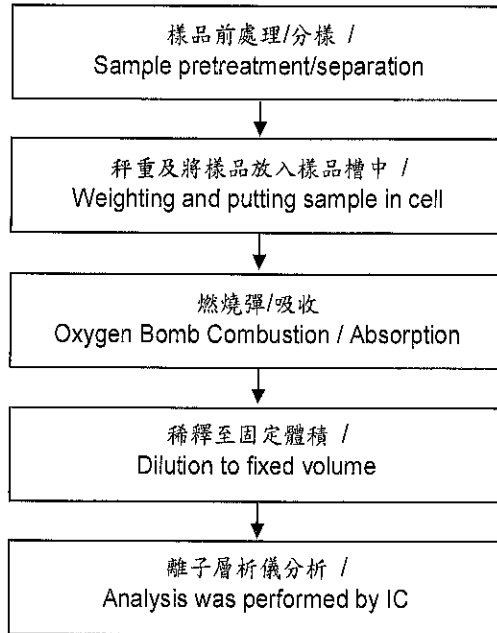 樣品前處理/分樣 /
Sample pretreatment/separation
秤重及將樣品放入樣品槽中 /
Weighting and putting sample in cell
燃燒彈/吸收
Oxygen Bomb Combustion / Absorption
稀釋至固定體積 /
Dilution to fixed volume
離子層析儀分析 /
Analysis was performed by IC